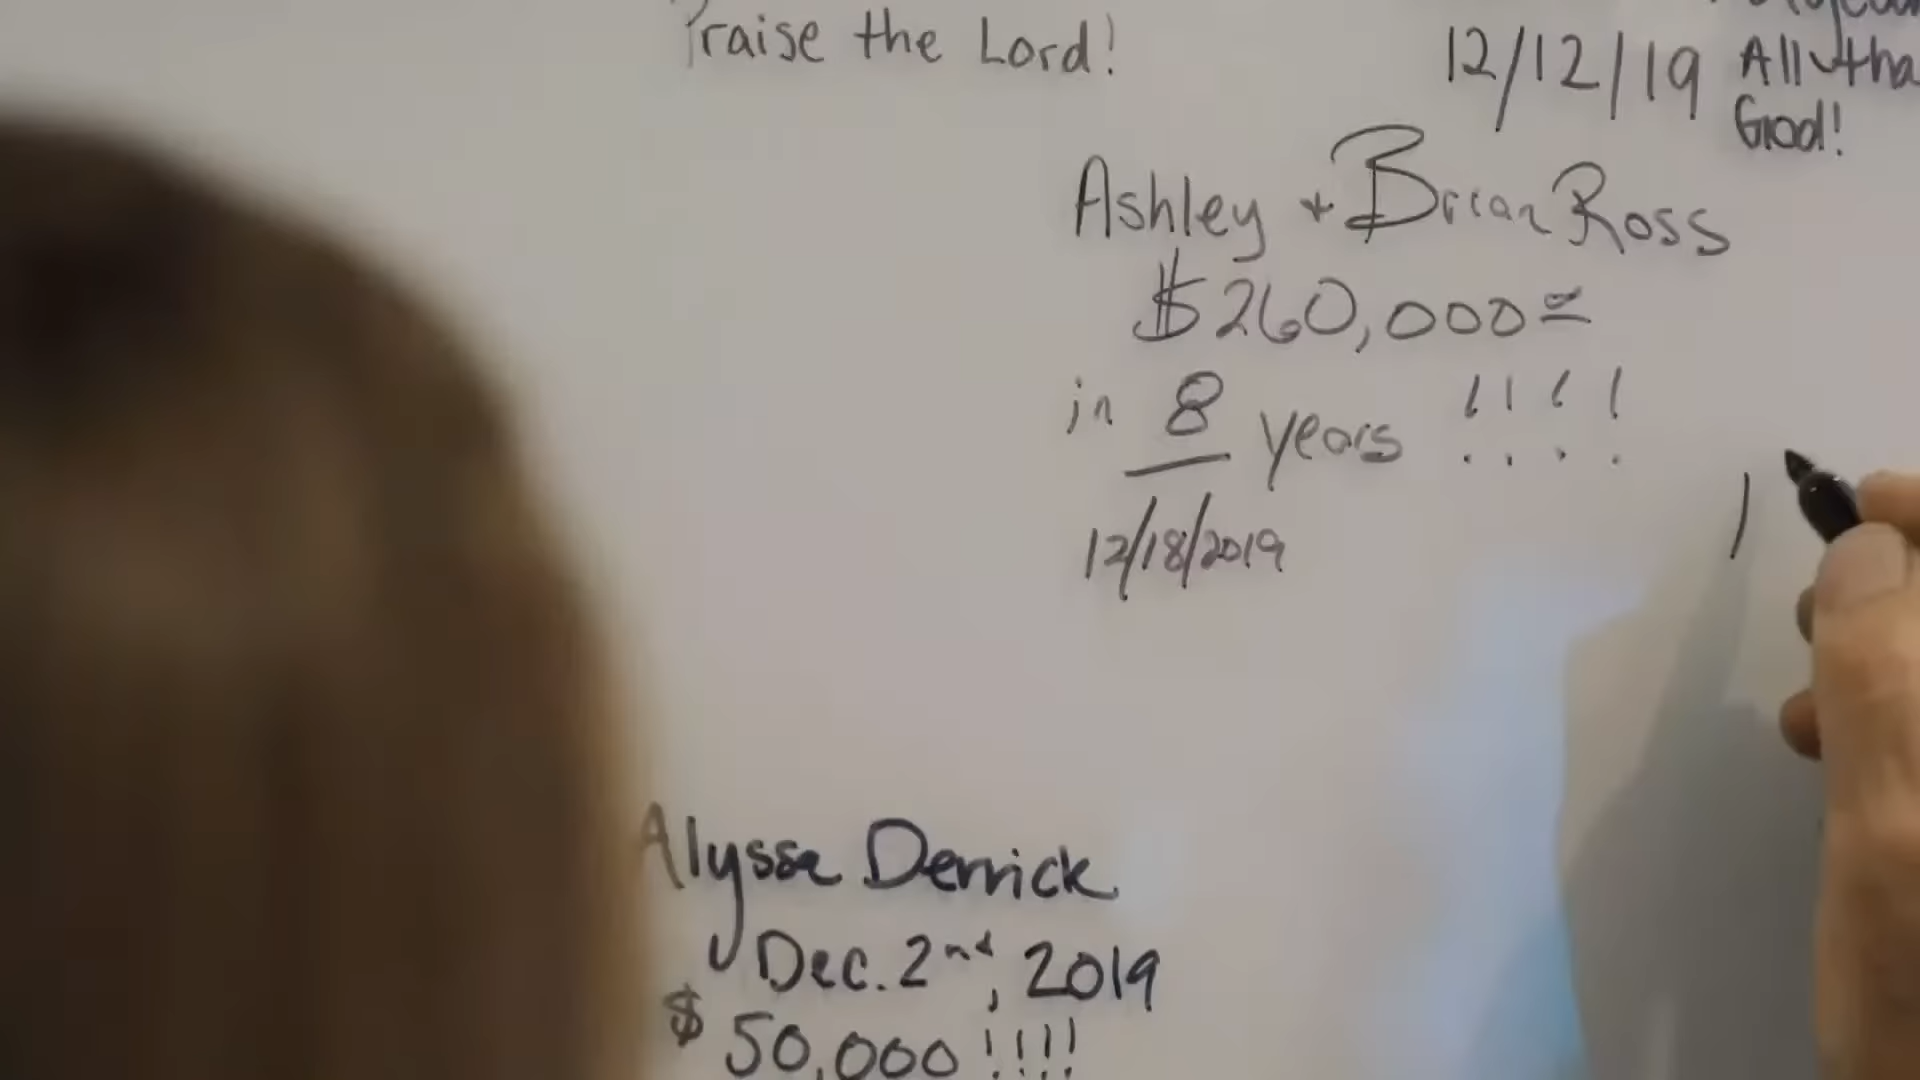 Praise the Lord!
12/12/19
All tha
God!
Ashley + Brian Ross
$260,000=
in 8 years !!!!
12/18/2019
Alyssa Derrick
Dec. 2nd, 2019
$50,000!!!!